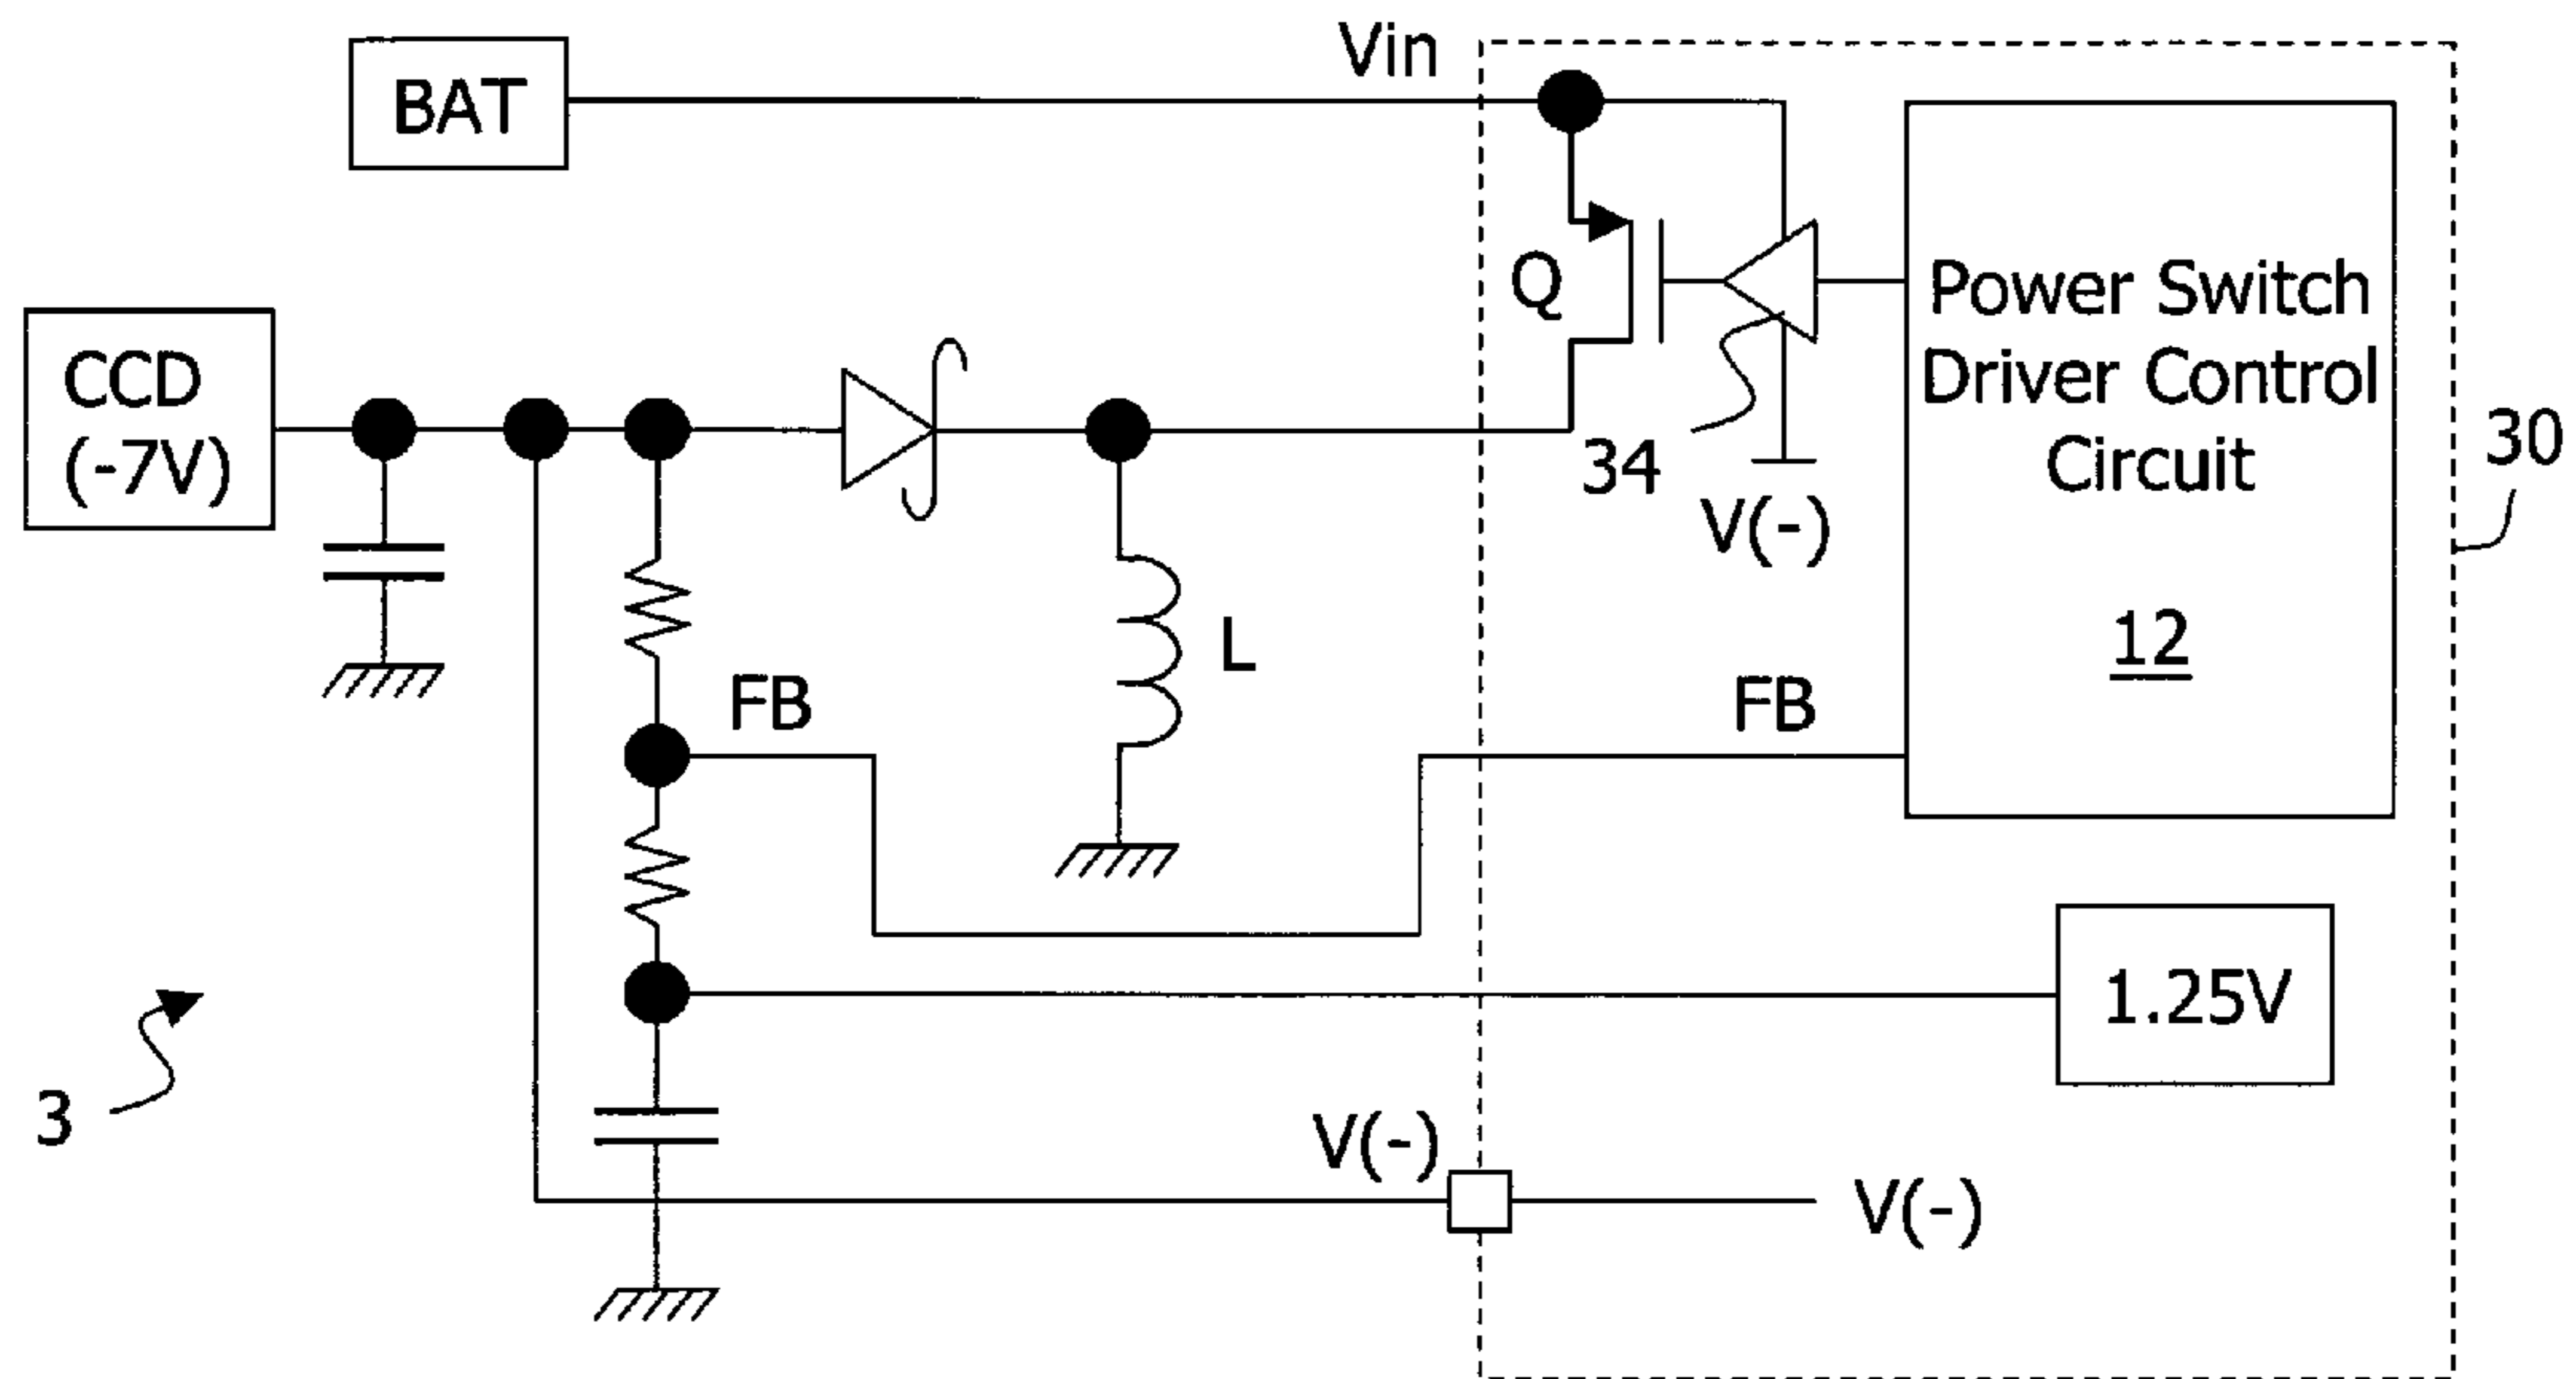 Vin
BAT
Q
Power Switch
Driver Control
Circuit
12
CCD
(-7V)
34
30
V(-)
L
FB
FB
1.25V
3
V(-)
V(-)